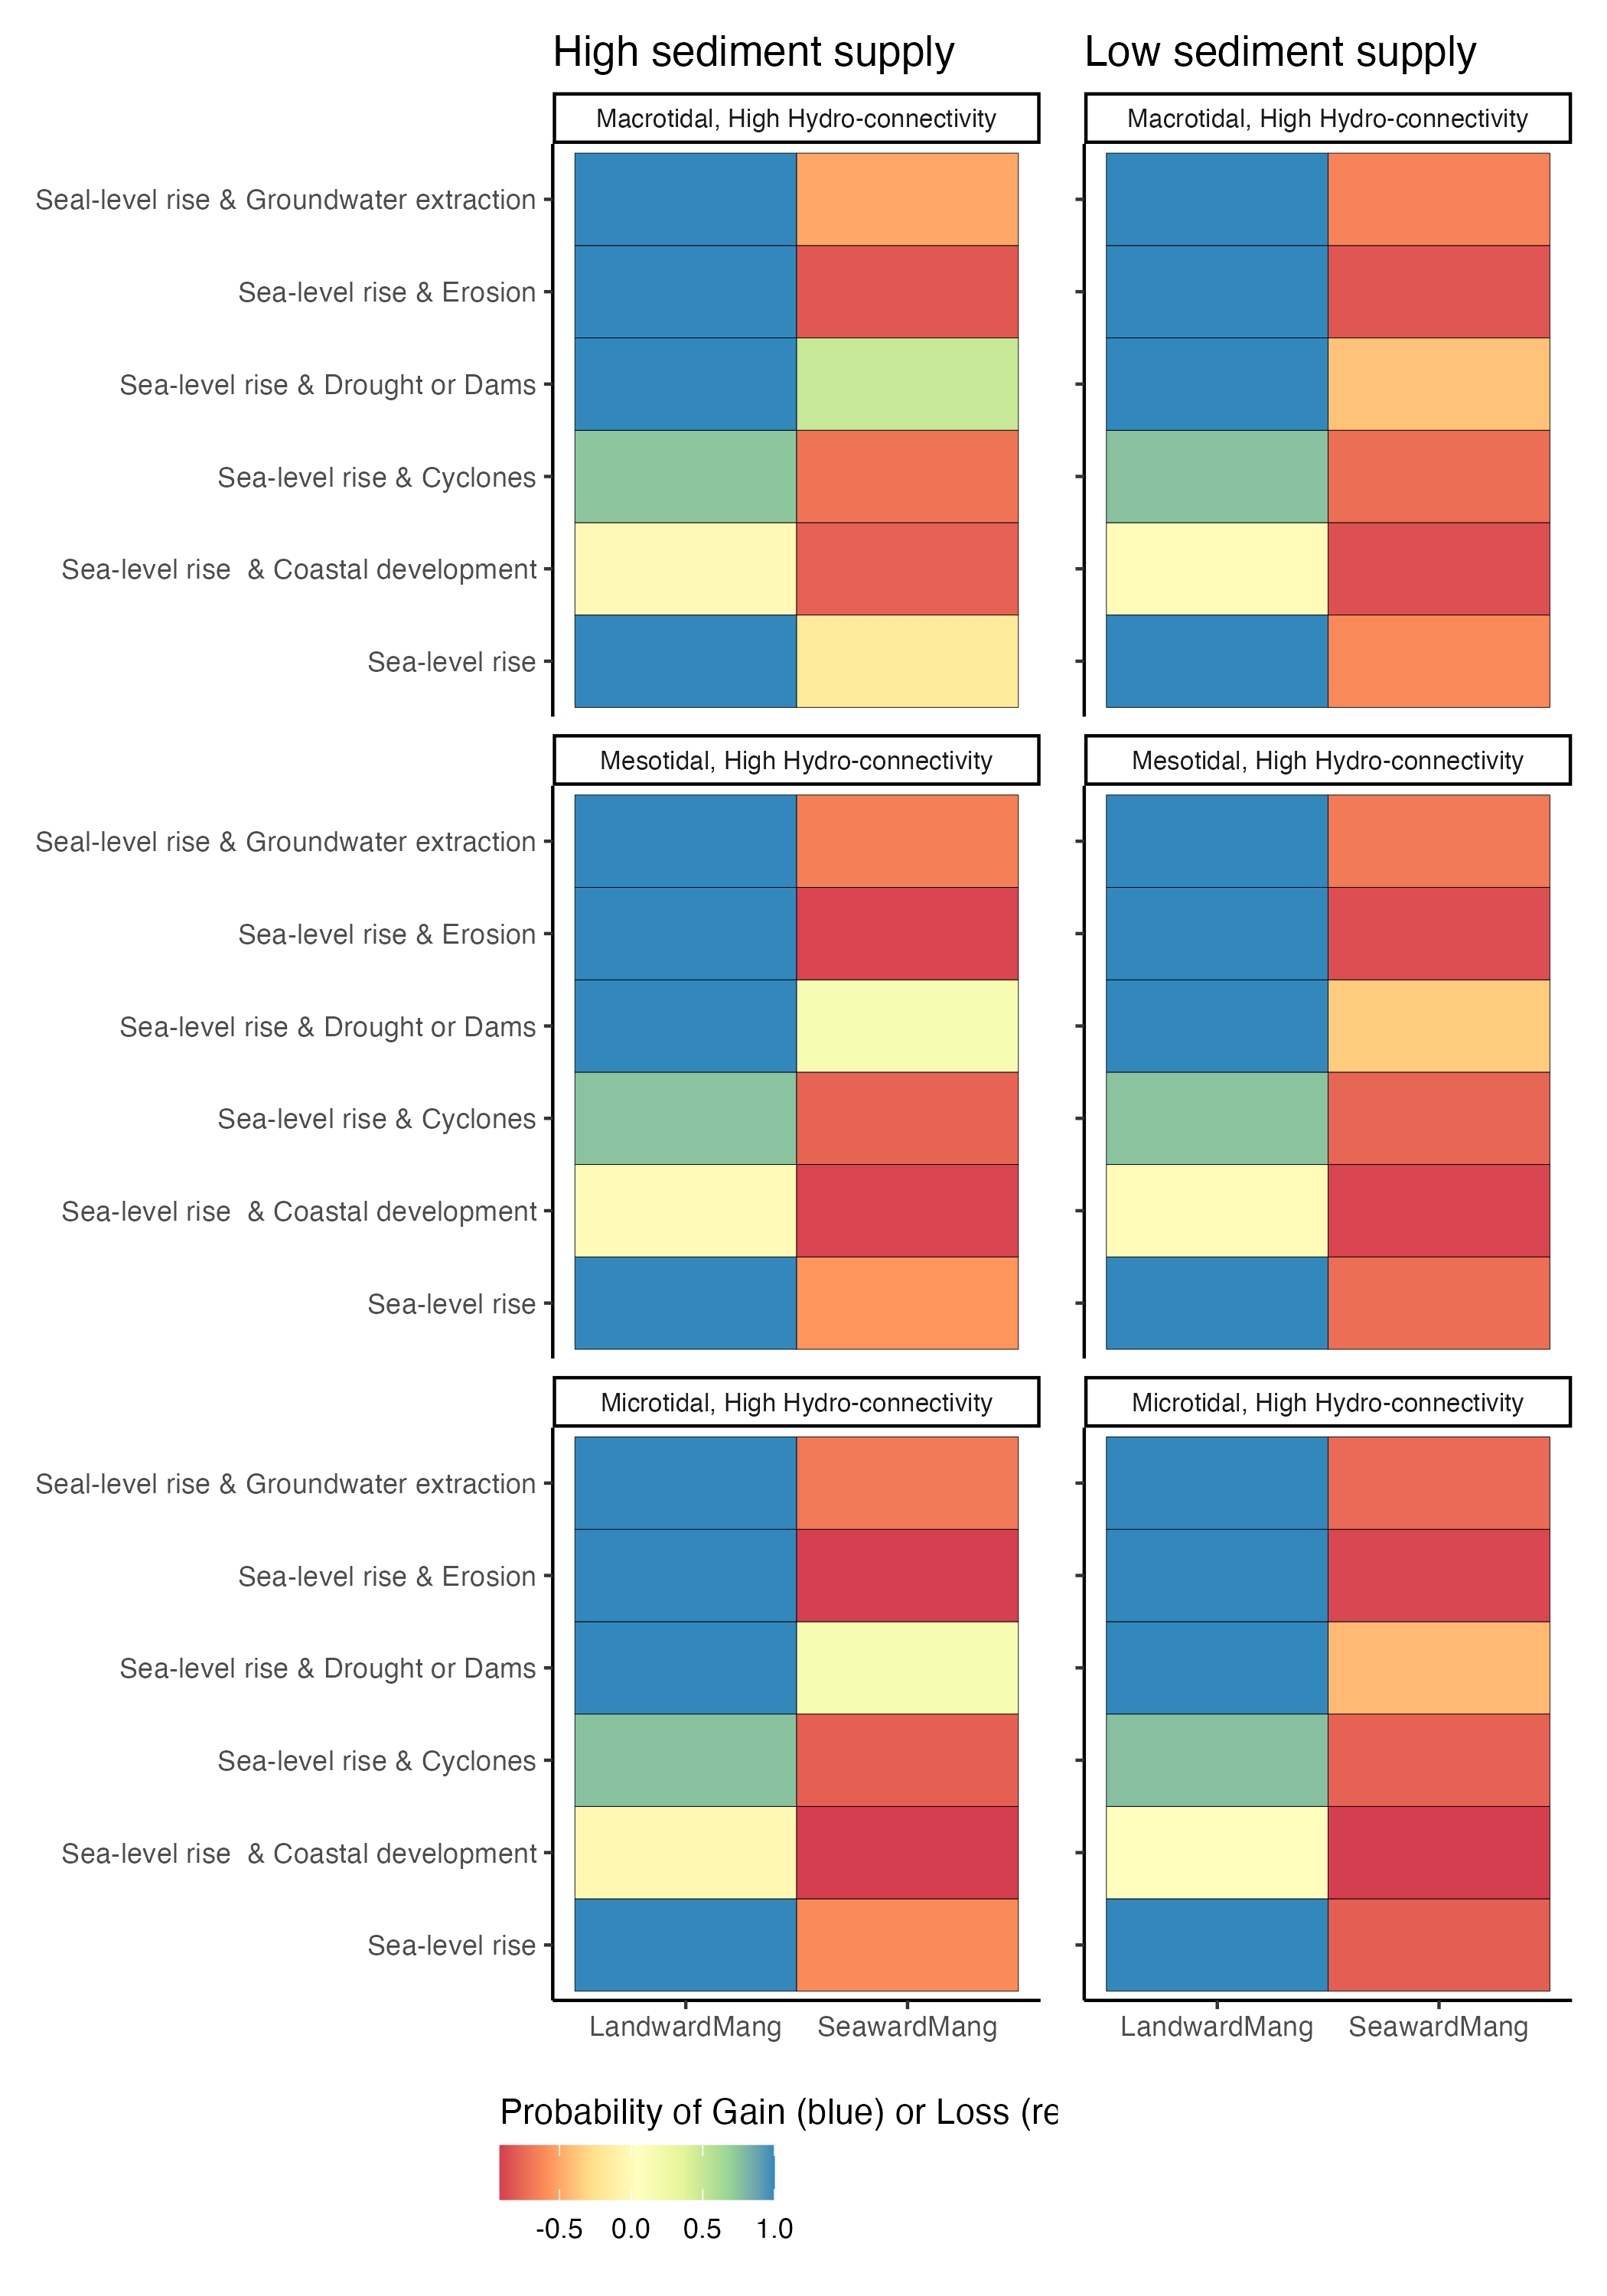 High sediment supply
Low sediment supply
Macrotidal, High Hydro-connectivity
Macrotidal, High Hydro-connectivity
Seal-level rise & Groundwater extraction
Sea-level rise & Erosion
Sea-level rise & Drought or Dams
Sea-level rise & Cyclones
Sea-level rise  & Coastal development
Sea-level rise
Mesotidal, High Hydro-connectivity
Mesotidal, High Hydro-connectivity
Seal-level rise & Groundwater extraction
Sea-level rise & Erosion
Sea-level rise & Drought or Dams
Sea-level rise & Cyclones
Sea-level rise  & Coastal development
Sea-level rise
Microtidal, High Hydro-connectivity
Microtidal, High Hydro-connectivity
Seal-level rise & Groundwater extraction
Sea-level rise & Erosion
Sea-level rise & Drought or Dams
Sea-level rise & Cyclones
Sea-level rise  & Coastal development
Sea-level rise
LandwardMang SeawardMang
LandwardMang SeawardMang
Probability of Gain (blue) or Loss (re
-0.5 0.0 0.5 1.0